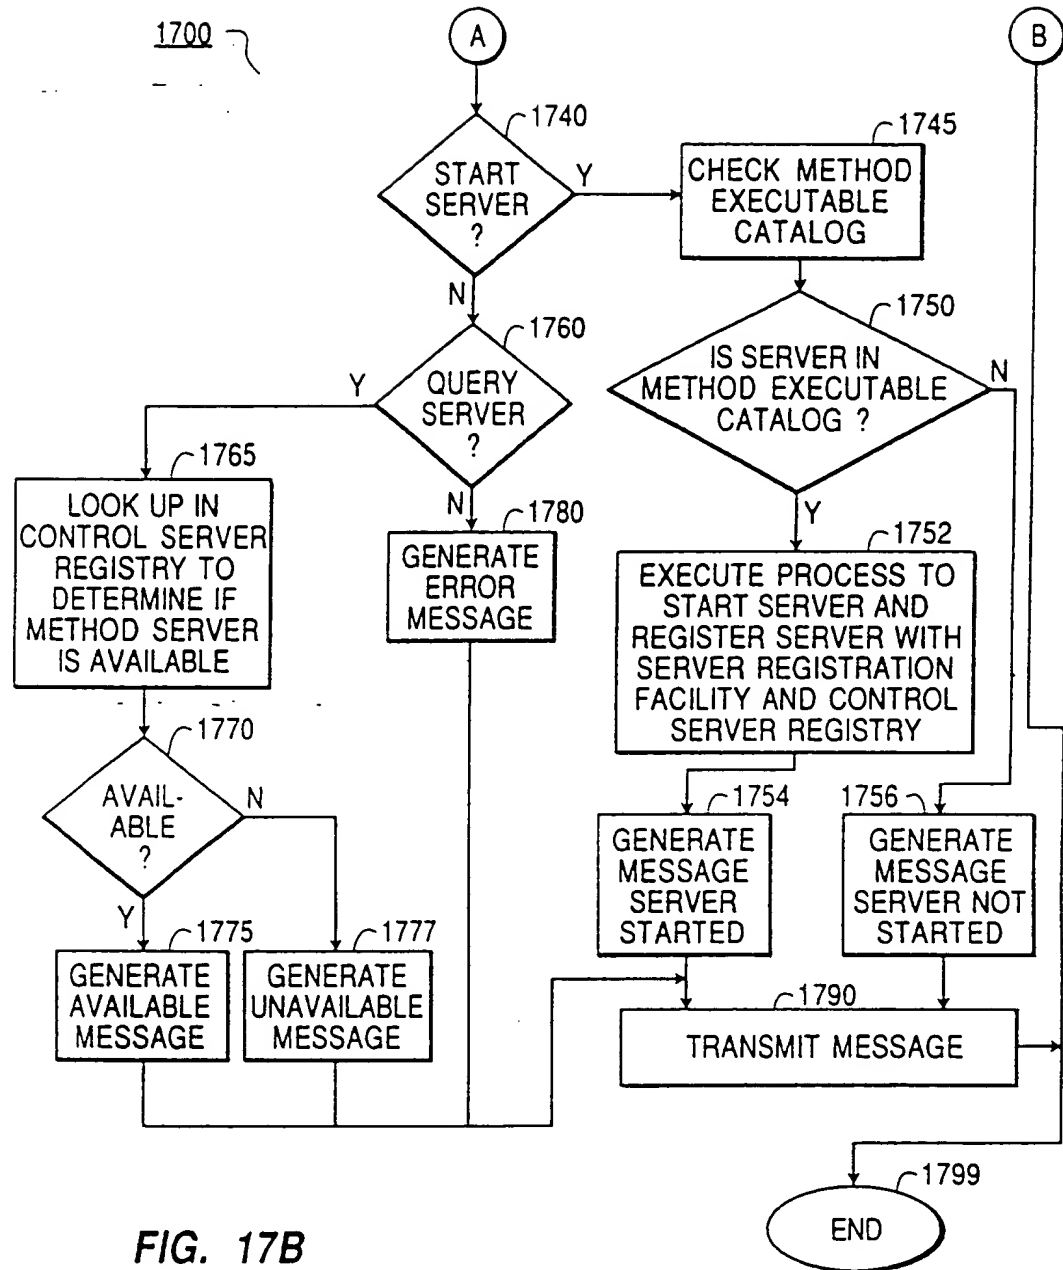 1700
A
B
1740
START
SERVER
?
Y
N
1745
CHECK METHOD
EXECUTABLE
CATALOG
1750
IS SERVER IN
METHOD EXECUTABLE
CATALOG ?
N
Y
1760
QUERY
SERVER
?
Y
N
1765
LOOK UP IN
CONTROL SERVER
REGISTRY TO
DETERMINE IF
METHOD SERVER
IS AVAILABLE
1780
GENERATE
ERROR
MESSAGE
1752
EXECUTE PROCESS TO
START SERVER AND
REGISTER SERVER WITH
SERVER REGISTRATION
FACILITY AND CONTROL
SERVER REGISTRY
1770
AVAIL-
ABLE
?
N
Y
1754
GENERATE
MESSAGE
SERVER
STARTED
1756
GENERATE
MESSAGE
SERVER NOT
STARTED
1775
GENERATE
AVAILABLE
MESSAGE
1777
GENERATE
UNAVAILABLE
MESSAGE
1790
TRANSMIT MESSAGE
1799
END
FIG. 17B